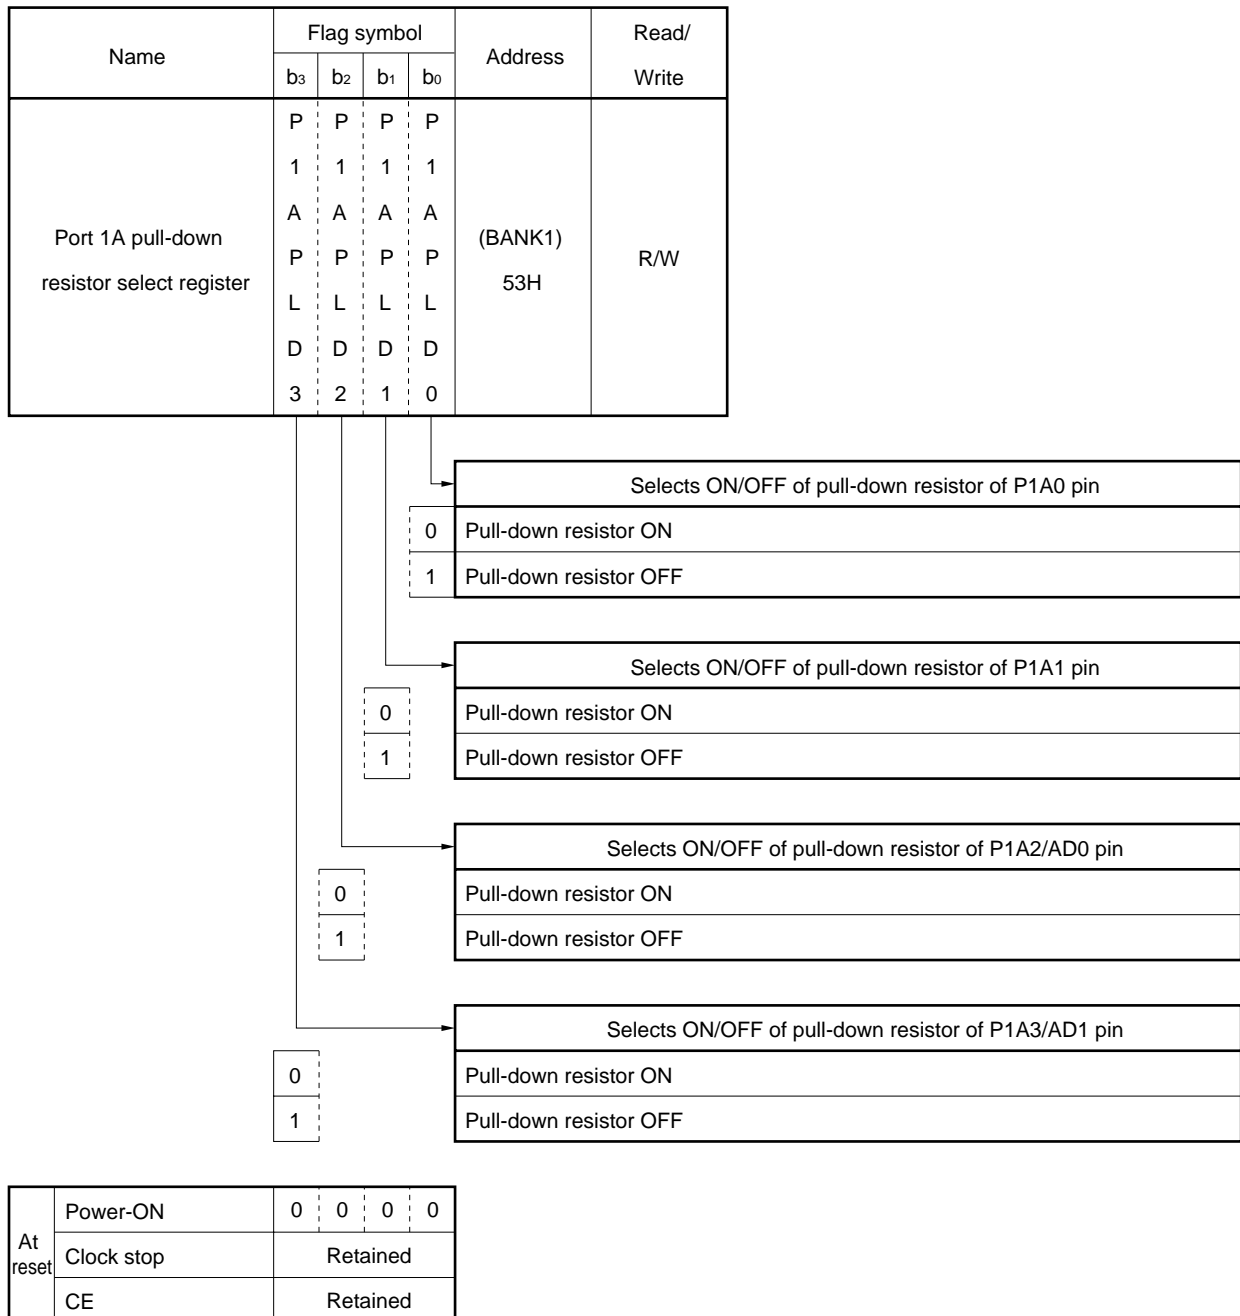 Name
Flag symbol
Address
Read/
Write
b3 b2 b1 b0
P P P P
1 1 1 1
A A A A
P P P P
L L L L
D D D D
3 2 1 0
Port 1A pull-down
resistor select register
(BANK1)
53H
R/W
Selects ON/OFF of pull-down resistor of P1A0 pin
0 Pull-down resistor ON
1 Pull-down resistor OFF
Selects ON/OFF of pull-down resistor of P1A1 pin
0 Pull-down resistor ON
1 Pull-down resistor OFF
Selects ON/OFF of pull-down resistor of P1A2/AD0 pin
0 Pull-down resistor ON
1 Pull-down resistor OFF
Selects ON/OFF of pull-down resistor of P1A3/AD1 pin
0 Pull-down resistor ON
1 Pull-down resistor OFF
At
reset
Power-ON 0 0 0 0
Clock stop Retained
CE Retained